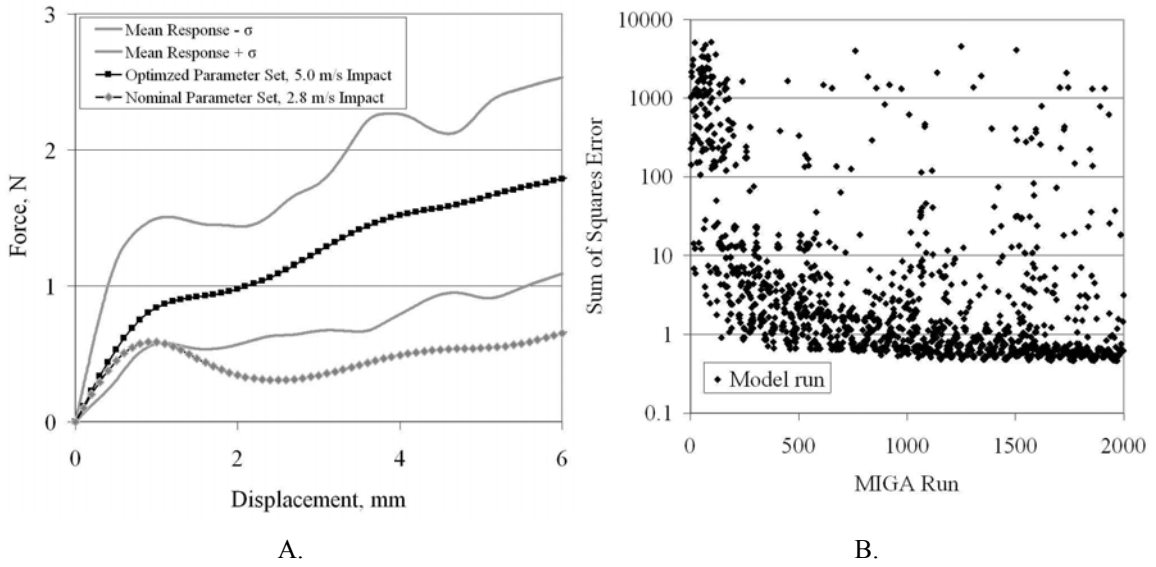 3
2
1
0
0
2
4
6
Force, N
Displacement, mm
Mean Response - σ
Mean Response + σ
Optimzed Parameter Set, 5.0 m/s Impact
Nominal Parameter Set, 2.8 m/s Impact
A.
10000
1000
100
10
1
0.1
0
500
1000
1500
2000
Sum of Squares Error
MIGA Run
Model run
B.